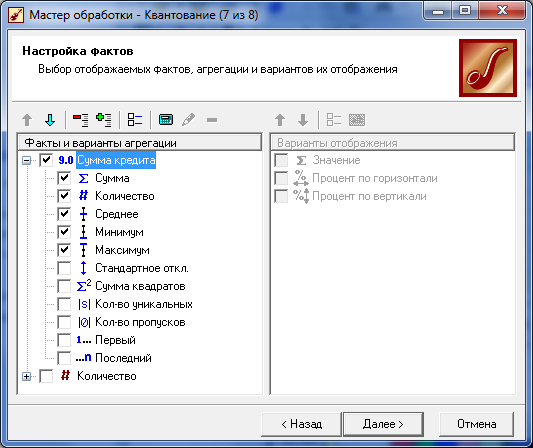 Мастер обработки - Квантование (7 из 8)
Настройка фактов
Выбор отображаемых фактов, агрегации и вариантов их отображения
Факты и варианты агрегации
9.0 Сумма кредита
Σ Сумма
# Количество
Среднее
Минимум
Максимум
Стандартное откл.
Σ² Сумма квадратов
|S| Кол-во уникальных
|Ø| Кол-во пропусков
1... Первый
...n Последний
# Количество
Варианты отображения
Σ Значение
% Процент по горизонтали
% Процент по вертикали
< Назад
Далее >
Отмена